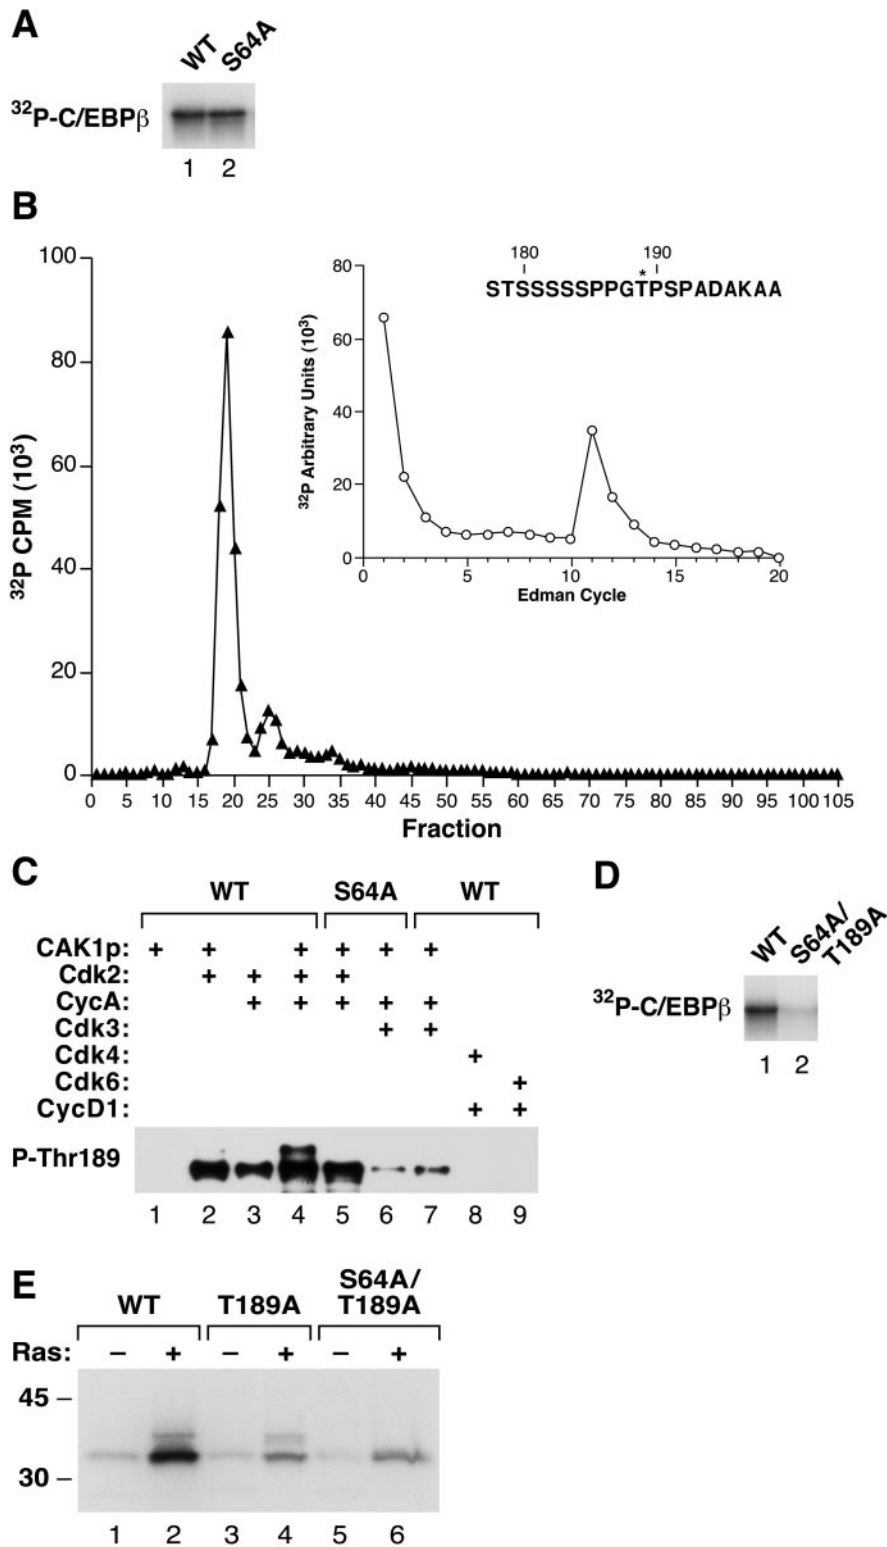 A
WT S64A
32P-C/EBPβ
1 2
B
100
80
60
40
20
0
32P CPM (103)
0 5 10 15 20 25 30 35 40 45 50 55 60 65 70 75 80 85 90 95 100 105
Fraction
80
60
40
20
0
32P Arbitrary Units (103)
0 5 10 15 20
Edman Cycle
180 190
*
STSSSSSPPGTPSPADAKAA
C
WT S64A WT
CAK1p: + + + + + +
Cdk2: + + + +
CycA: + + + + +
Cdk3: + +
Cdk4: +
Cdk6: +
CycD1: + +
P-Thr189
1 2 3 4 5 6 7 8 9
D
WT S64A/
T189A
32P-C/EBPβ
1 2
E
WT T189A S64A/
T189A
Ras: – + – + – +
45 –
30 –
1 2 3 4 5 6